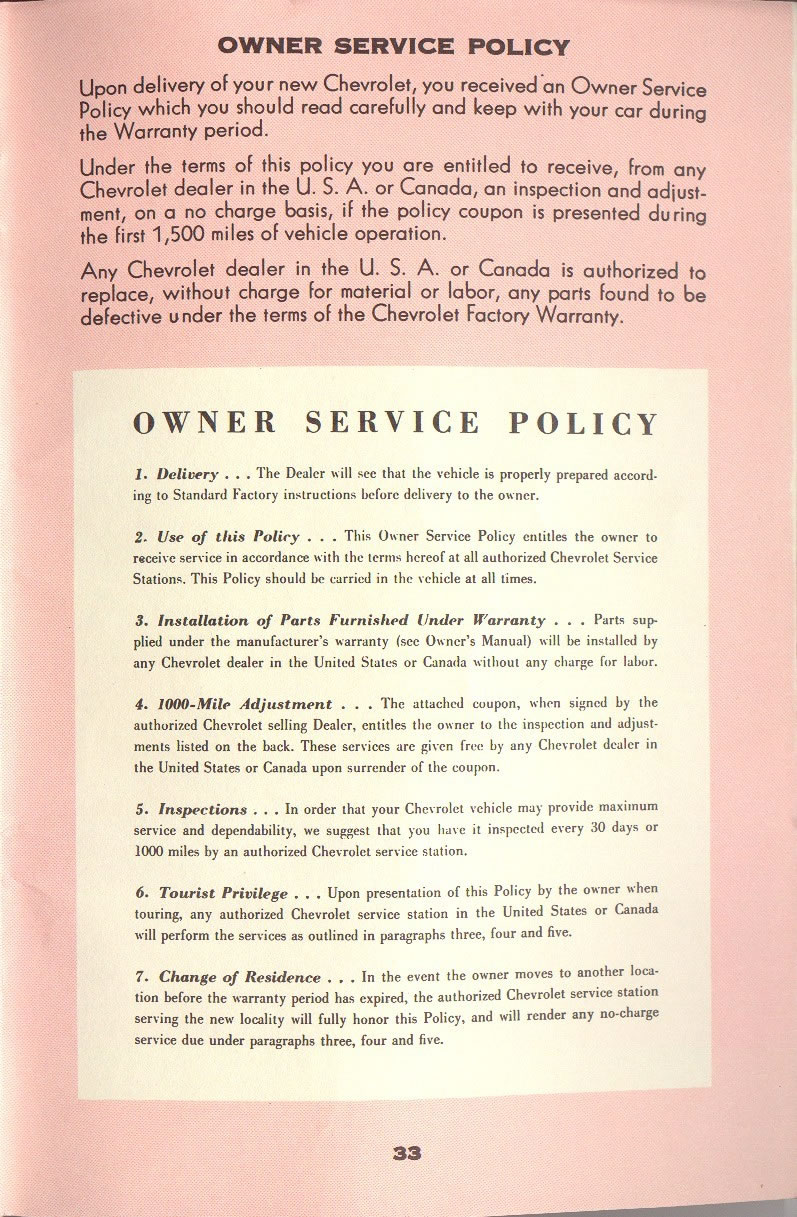 OWNER SERVICE POLICY
Upon delivery of your new Chevrolet, you received an Owner Service
Policy which you should read carefully and keep with your car during
the Warranty period.
Under the terms of this policy you are entitled to receive, from any
Chevrolet dealer in the U. S. A. or Canada, an inspection and adjust-
ment, on a no charge basis, if the policy coupon is presented during
the first 1,500 miles of vehicle operation.
Any Chevrolet dealer in the U. S. A. or Canada is authorized to
replace, without charge for material or labor, any parts found to be
defective under the terms of the Chevrolet Factory Warranty.
OWNER SERVICE POLICY
1. Delivery . . . The Dealer will see that the vehicle is properly prepared accord-
ing to Standard Factory instructions before delivery to the owner.
2. Use of this Policy . . . This Owner Service Policy entitles the owner to
receive service in accordance with the terms hereof at all authorized Chevrolet Service
Stations. This Policy should be carried in the vehicle at all times.
3. Installation of Parts Furnished Under Warranty . . . Parts sup-
plied under the manufacturer's warranty (see Owner's Manual) will be installed by
any Chevrolet dealer in the United States or Canada without any charge for labor.
4. 1000-Mile Adjustment . . . The attached coupon, when signed by the
authorized Chevrolet selling Dealer, entitles the owner to the inspection and adjust-
ments listed on the back. These services are given free by any Chevrolet dealer in
the United States or Canada upon surrender of the coupon.
5. Inspections . . . In order that your Chevrolet vehicle may provide maximum
service and dependability, we suggest that you have it inspected every 30 days or
1000 miles by an authorized Chevrolet service station.
6. Tourist Privilege . . . Upon presentation of this Policy by the owner when
touring, any authorized Chevrolet service station in the United States or Canada
will perform the services as outlined in paragraphs three, four and five.
7. Change of Residence . . . In the event the owner moves to another loca-
tion before the warranty period has expired, the authorized Chevrolet service station
serving the new locality will fully honor this Policy, and will render any no-charge
service due under paragraphs three, four and five.
33